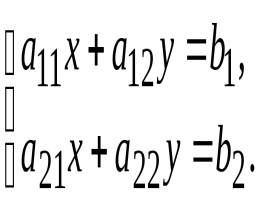 a₁₁x + a₁₂y = b₁,
a₂₁x + a₂₂y = b₂.